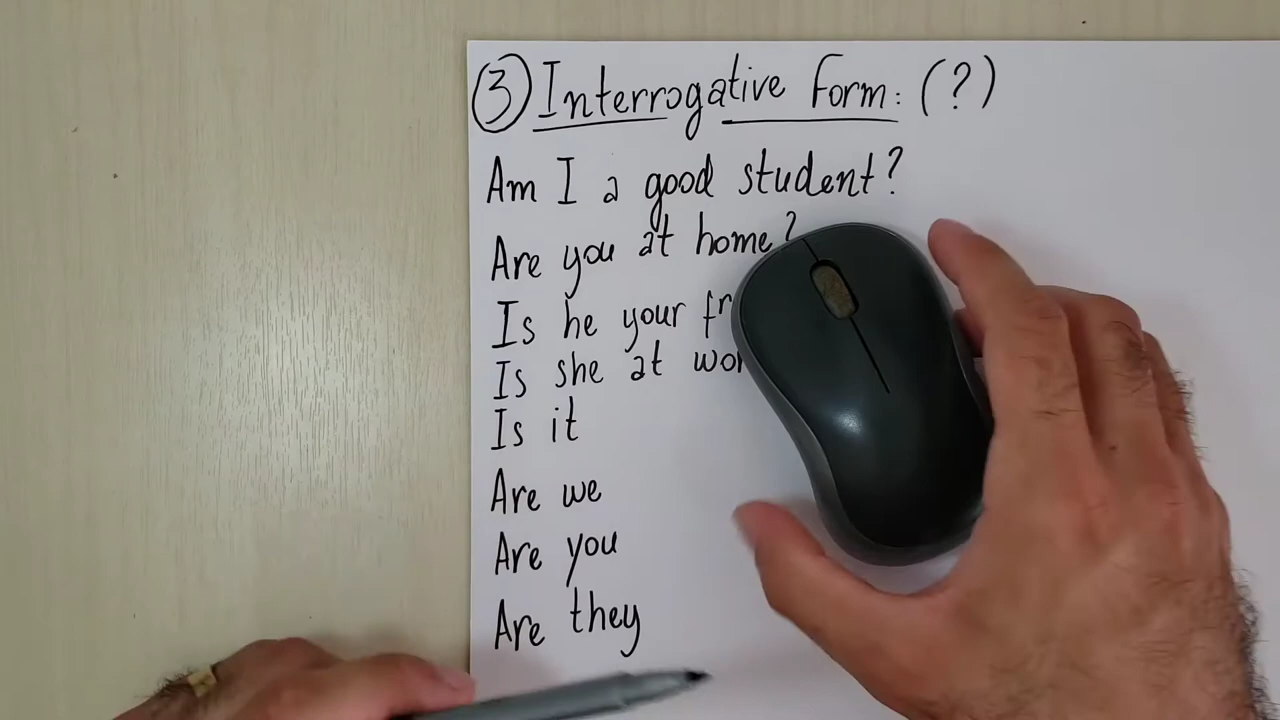 ③ Interrogative Form: (?)
Am I a good student?
Are you at home?
Is he your
Is she at
Is it
Are we
Are you
Are they